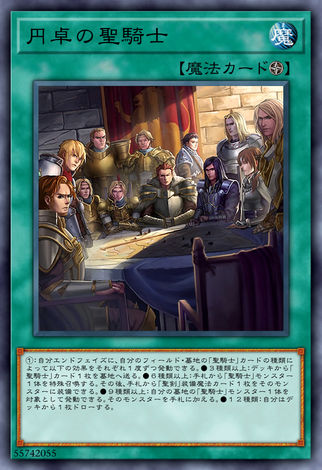 円卓の聖騎士
魔
【魔法カード】
①:自分エンドフェイズに、自分のフィールド・墓地の「聖騎士」カードの種類に
よって以下の効果をそれぞれ1度ずつ発動できる。●3種類以上:デッキから「
聖騎士」カード1枚を墓地へ送る。●6種類以上:手札から「聖騎士」モンスター
1体を特殊召喚する。その後、手札から「聖剣」装備魔法カード1枚をそのモン
スターに装備できる。●9種類以上:自分の墓地の「聖騎士」モンスター1体を
対象として発動できる。そのモンスターを手札に加える。●12種類:自分はデ
ッキから1枚ドローする。
55742055